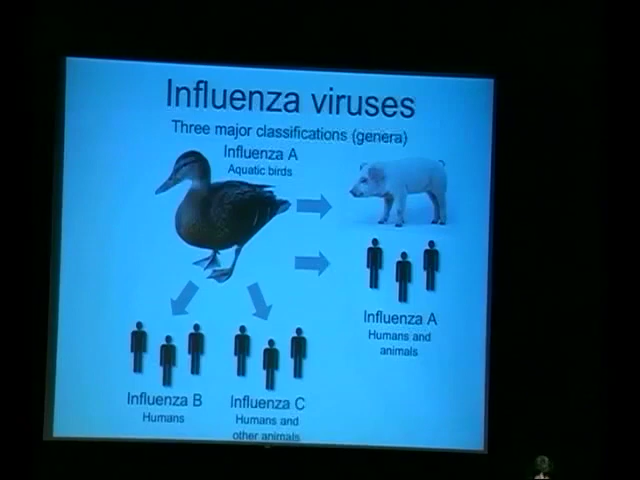 Influenza viruses
Three major classifications (genera)
Influenza A
Aquatic birds
Influenza A
Humans and
animals
Influenza B
Humans
Influenza C
Humans and
other animals